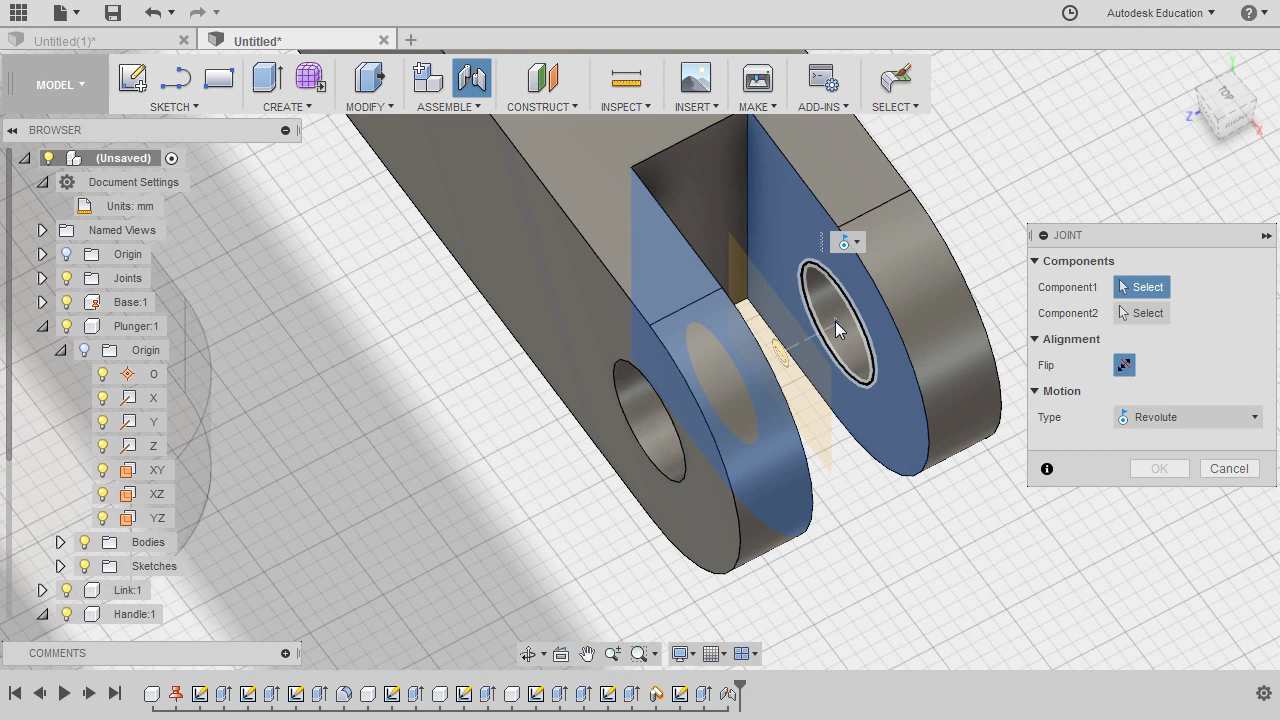 Autodesk Education
Untitled(1)*
Untitled*
MODEL
SKETCH
CREATE
MODIFY
ASSEMBLE
CONSTRUCT
INSPECT
INSERT
MAKE
ADD-INS
SELECT
TOP
RIGHT
Z
X
Y
BROWSER
(Unsaved)
Document Settings
Units: mm
Named Views
Origin
Joints
Base:1
Plunger:1
Origin
O
X
Y
Z
XY
XZ
YZ
Bodies
Sketches
Link:1
Handle:1
JOINT
Components
Component1 Select
Component2 Select
Alignment
Flip
Motion
Type Revolute
OK Cancel
COMMENTS